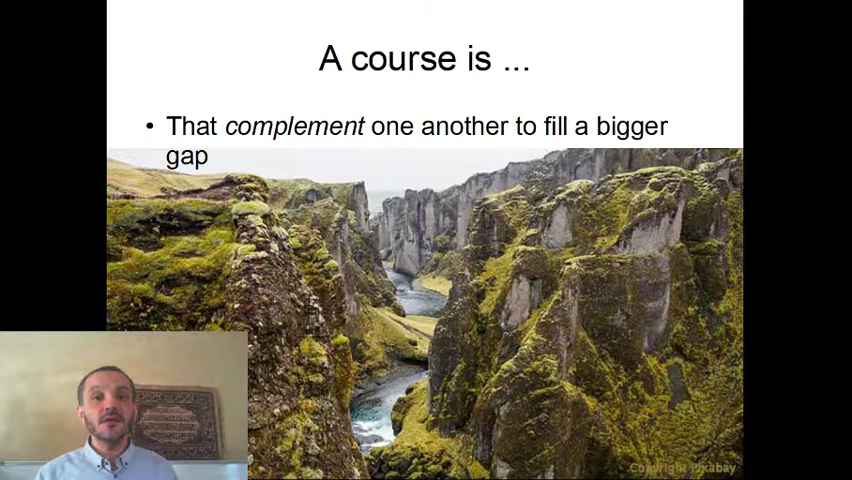 A course is ...
• That complement one another to fill a bigger
gap
Copyright Pixabay